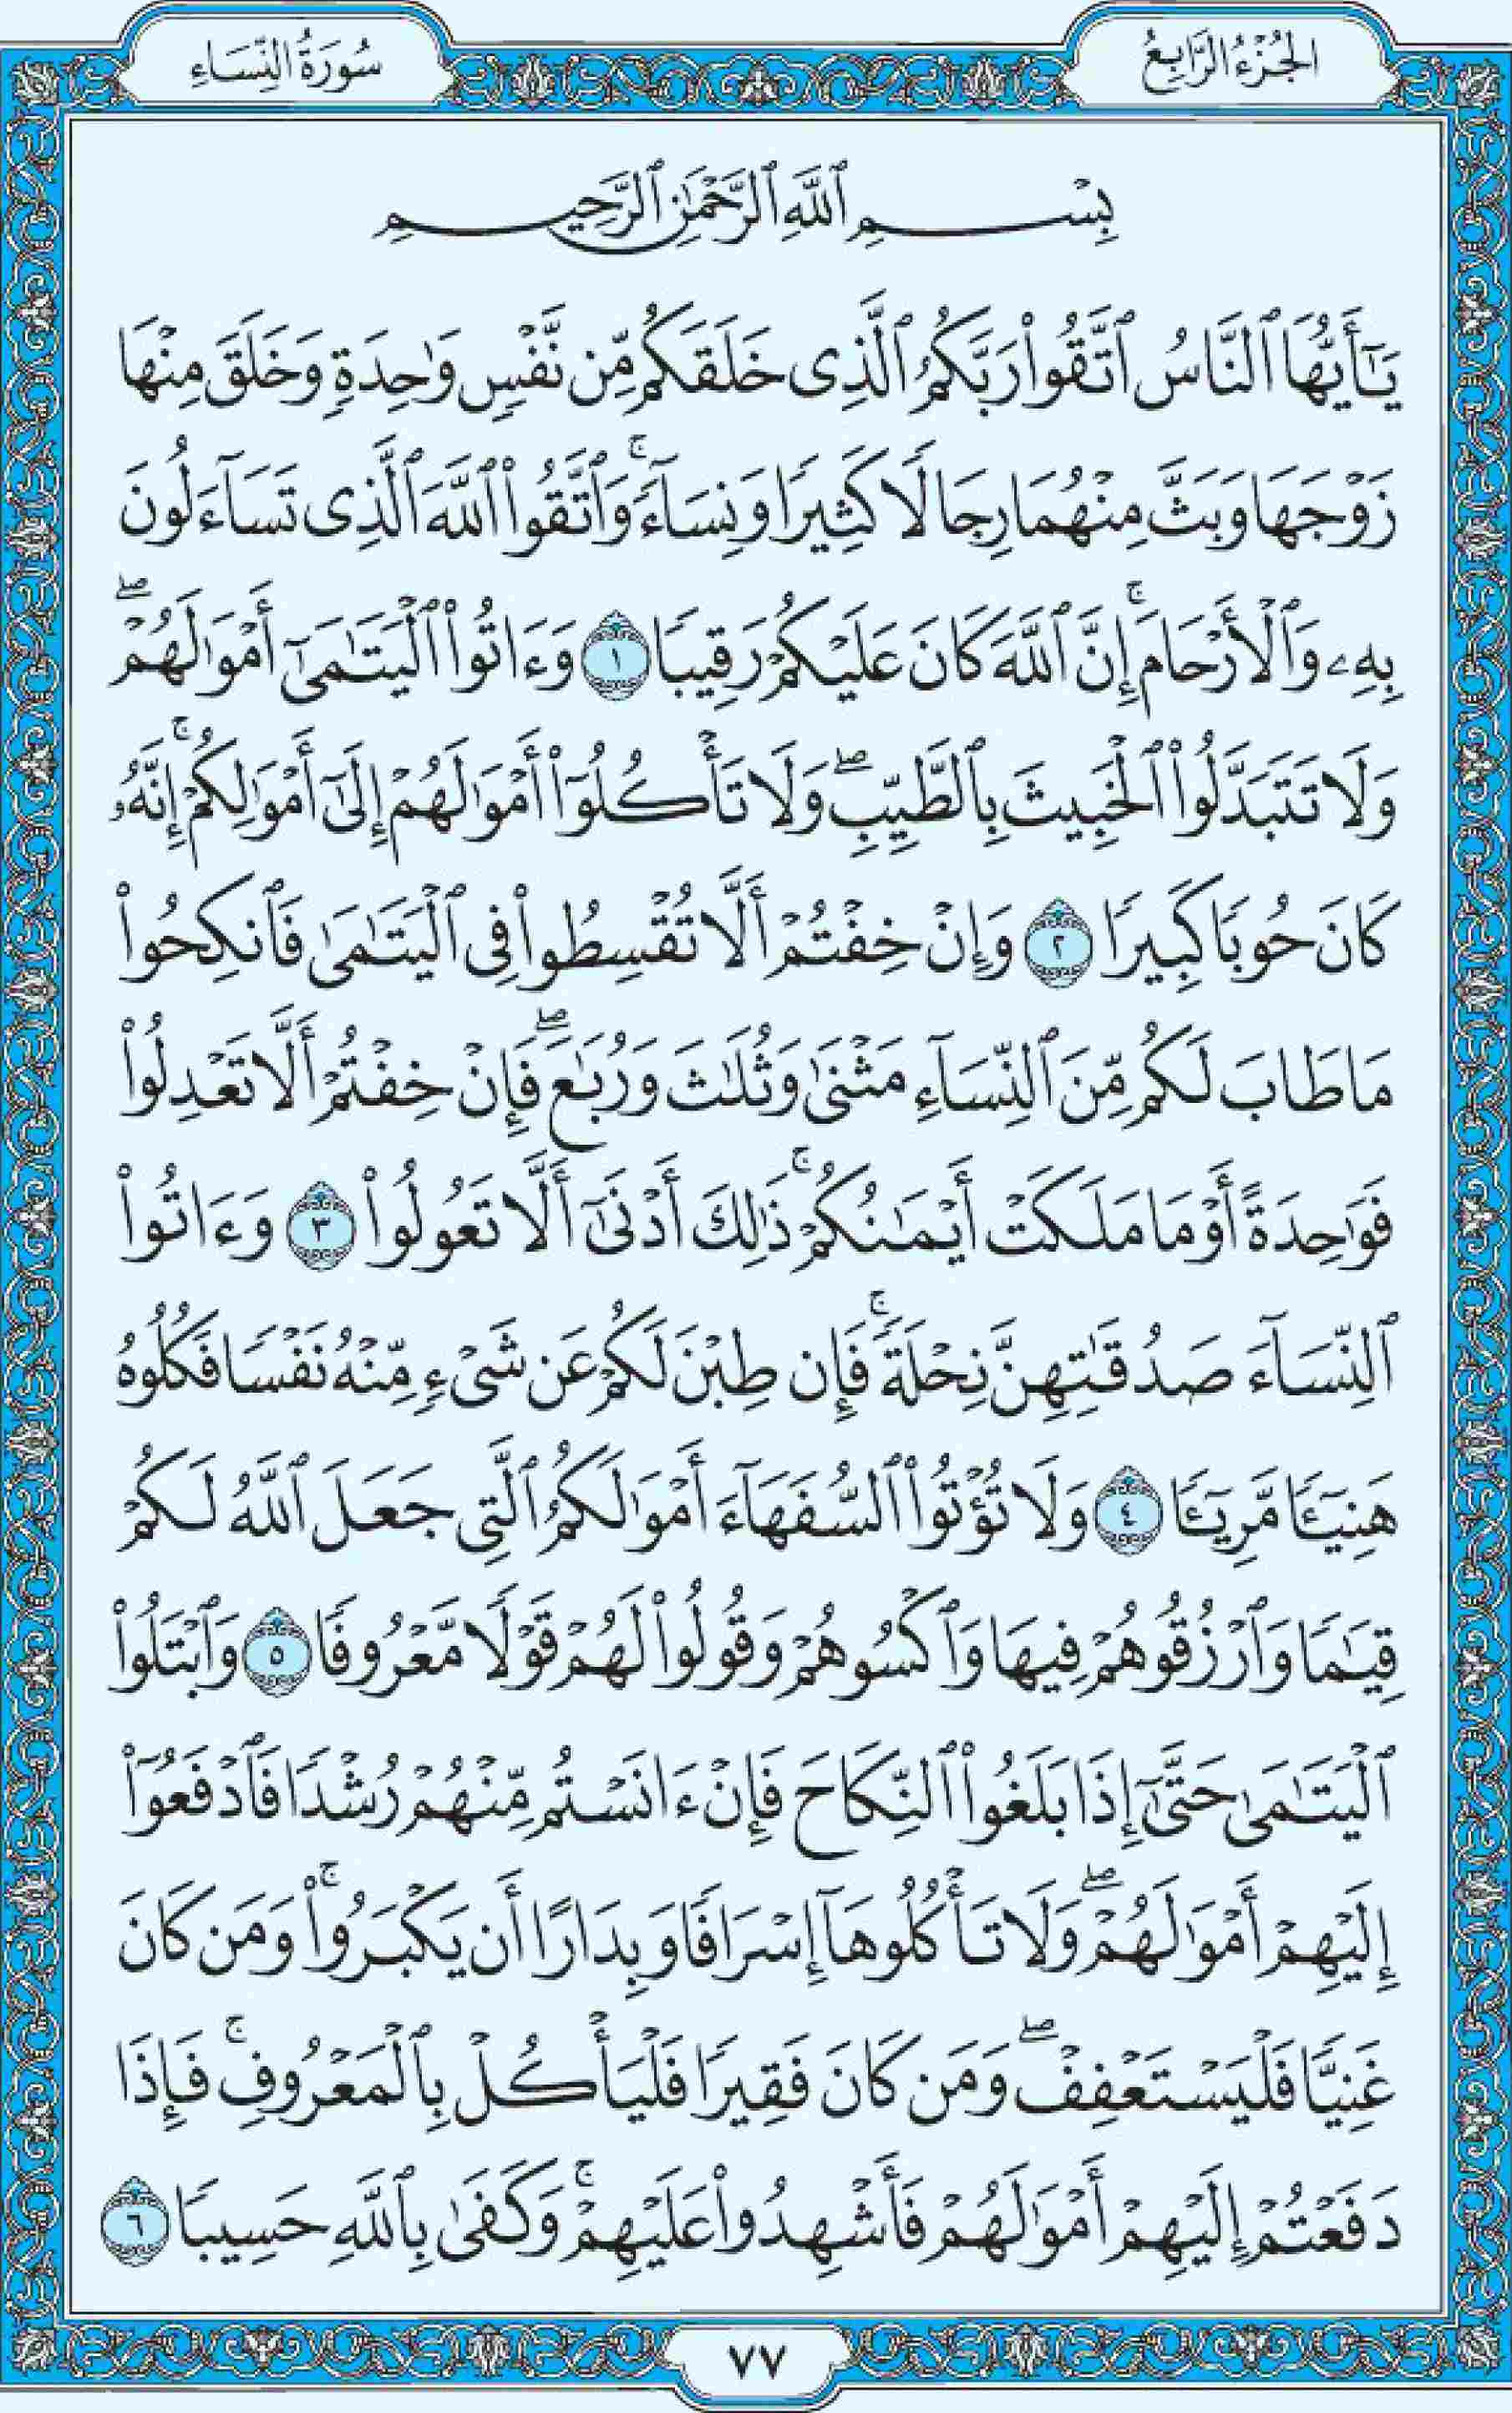 الجُزْءُ الرَّابِعُ
سُورَةُ النِّسَاءِ
بِسْمِ ٱللَّهِ ٱلرَّحْمَٰنِ ٱلرَّحِيمِ
يَٰٓأَيُّهَا ٱلنَّاسُ ٱتَّقُوا۟ رَبَّكُمُ ٱلَّذِى خَلَقَكُم مِّن نَّفْسٍ وَٰحِدَةٍ وَخَلَقَ مِنْهَا
زَوْجَهَا وَبَثَّ مِنْهُمَا رِجَالًا كَثِيرًا وَنِسَآءً ۚ وَٱتَّقُوا۟ ٱللَّهَ ٱلَّذِى تَسَآءَلُونَ
بِهِۦ وَٱلْأَرْحَامَ ۚ إِنَّ ٱللَّهَ كَانَ عَلَيْكُمْ رَقِيبًا ١ وَءَاتُوا۟ ٱلْيَتَٰمَىٰٓ أَمْوَٰلَهُمْ ۖ
وَلَا تَتَبَدَّلُوا۟ ٱلْخَبِيثَ بِٱلطَّيِّبِ ۖ وَلَا تَأْكُلُوٓا۟ أَمْوَٰلَهُمْ إِلَىٰٓ أَمْوَٰلِكُمْ ۚ إِنَّهُۥ
كَانَ حُوبًا كَبِيرًا ٢ وَإِنْ خِفْتُمْ أَلَّا تُقْسِطُوا۟ فِى ٱلْيَتَٰمَىٰ فَٱنكِحُوا۟
مَا طَابَ لَكُم مِّنَ ٱلنِّسَآءِ مَثْنَىٰ وَثُلَٰثَ وَرُبَٰعَ ۖ فَإِنْ خِفْتُمْ أَلَّا تَعْدِلُوا۟
فَوَٰحِدَةً أَوْ مَا مَلَكَتْ أَيْمَٰنُكُمْ ۚ ذَٰلِكَ أَدْنَىٰٓ أَلَّا تَعُولُوا۟ ٣ وَءَاتُوا۟
ٱلنِّسَآءَ صَدُقَٰتِهِنَّ نِحْلَةً ۚ فَإِن طِبْنَ لَكُمْ عَن شَىْءٍ مِّنْهُ نَفْسًا فَكُلُوهُ
هَنِيٓـًٔا مَّرِيٓـًٔا ٤ وَلَا تُؤْتُوا۟ ٱلسُّفَهَآءَ أَمْوَٰلَكُمُ ٱلَّتِى جَعَلَ ٱللَّهُ لَكُمْ
قِيَٰمًا وَٱرْزُقُوهُمْ فِيهَا وَٱكْسُوهُمْ وَقُولُوا۟ لَهُمْ قَوْلًا مَّعْرُوفًا ٥ وَٱبْتَلُوا۟
ٱلْيَتَٰمَىٰ حَتَّىٰٓ إِذَا بَلَغُوا۟ ٱلنِّكَاحَ فَإِنْ ءَانَسْتُم مِّنْهُمْ رُشْدًا فَٱدْفَعُوٓا۟
إِلَيْهِمْ أَمْوَٰلَهُمْ ۖ وَلَا تَأْكُلُوهَآ إِسْرَافًا وَبِدَارًا أَن يَكْبَرُوا۟ ۚ وَمَن كَانَ
غَنِيًّا فَلْيَسْتَعْفِفْ ۖ وَمَن كَانَ فَقِيرًا فَلْيَأْكُلْ بِٱلْمَعْرُوفِ ۚ فَإِذَا
دَفَعْتُمْ إِلَيْهِمْ أَمْوَٰلَهُمْ فَأَشْهِدُوا۟ عَلَيْهِمْ ۚ وَكَفَىٰ بِٱللَّهِ حَسِيبًا ٦
٧٧